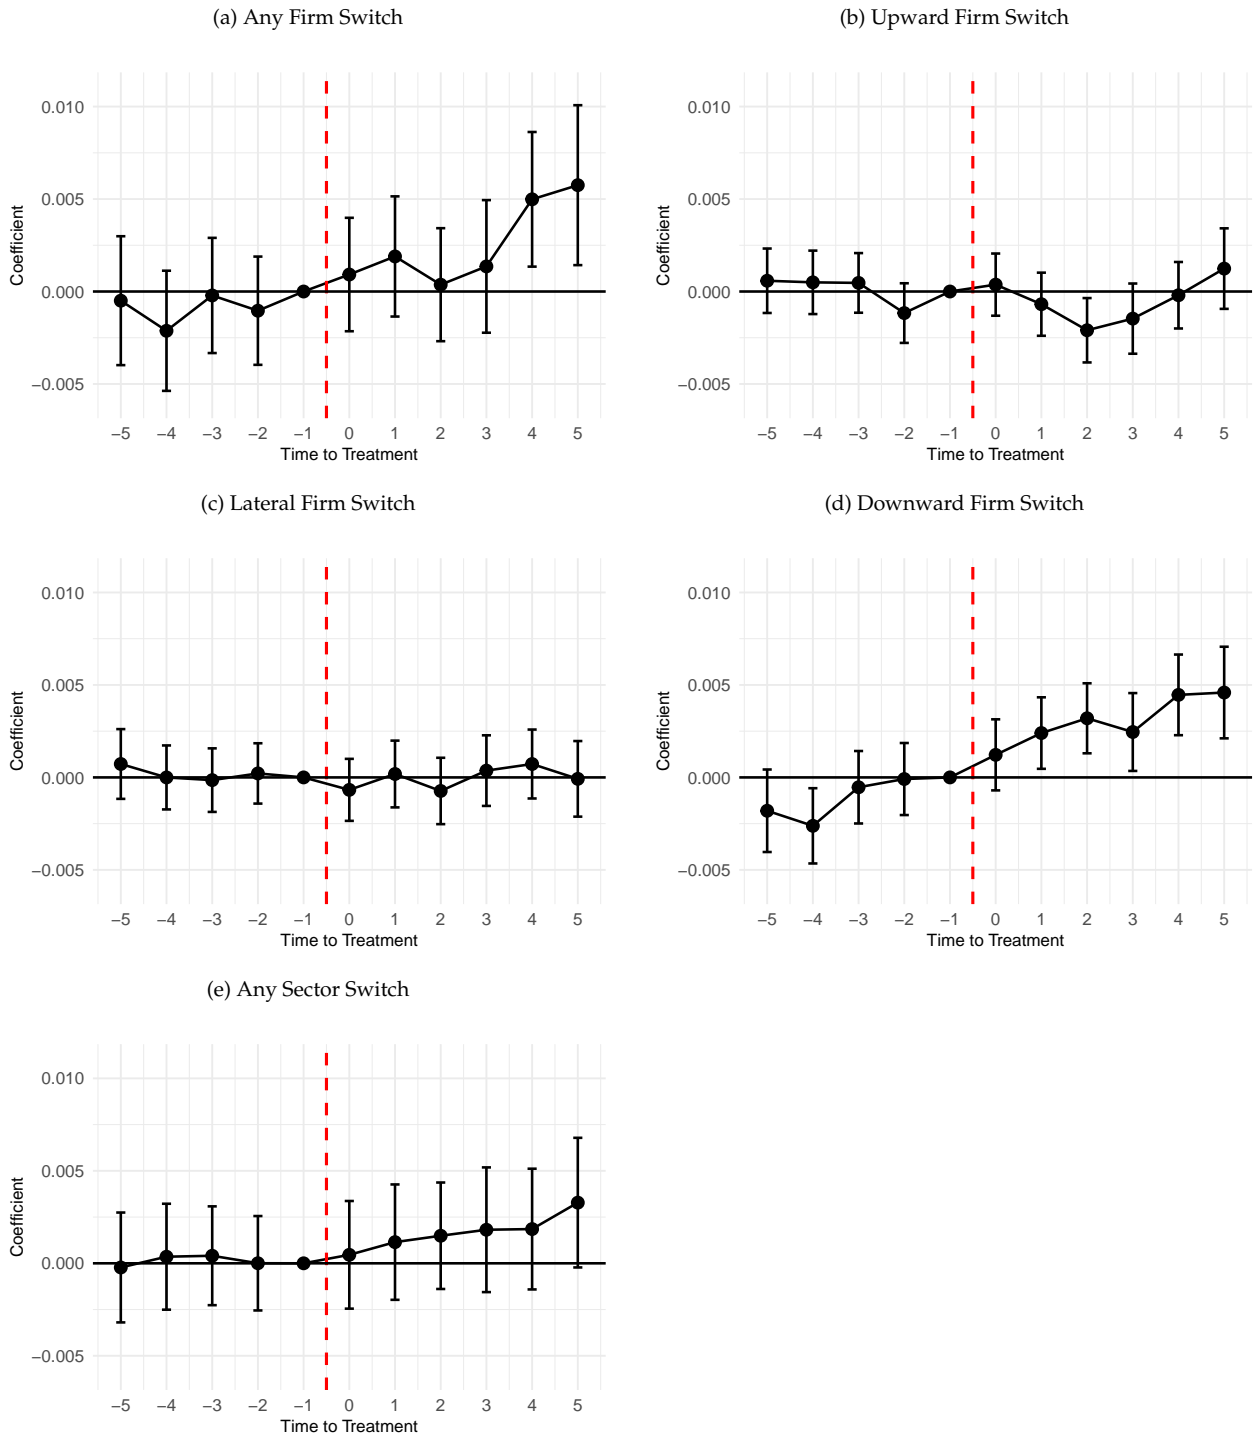 (a) Any Firm Switch
0.010
0.005
0.000
−0.005
Coefficient
−5 −4 −3 −2 −1 0 1 2 3 4 5
Time to Treatment
(b) Upward Firm Switch
0.010
0.005
0.000
−0.005
Coefficient
−5 −4 −3 −2 −1 0 1 2 3 4 5
Time to Treatment
(c) Lateral Firm Switch
0.010
0.005
0.000
−0.005
Coefficient
−5 −4 −3 −2 −1 0 1 2 3 4 5
Time to Treatment
(d) Downward Firm Switch
0.010
0.005
0.000
−0.005
Coefficient
−5 −4 −3 −2 −1 0 1 2 3 4 5
Time to Treatment
(e) Any Sector Switch
0.010
0.005
0.000
−0.005
Coefficient
−5 −4 −3 −2 −1 0 1 2 3 4 5
Time to Treatment